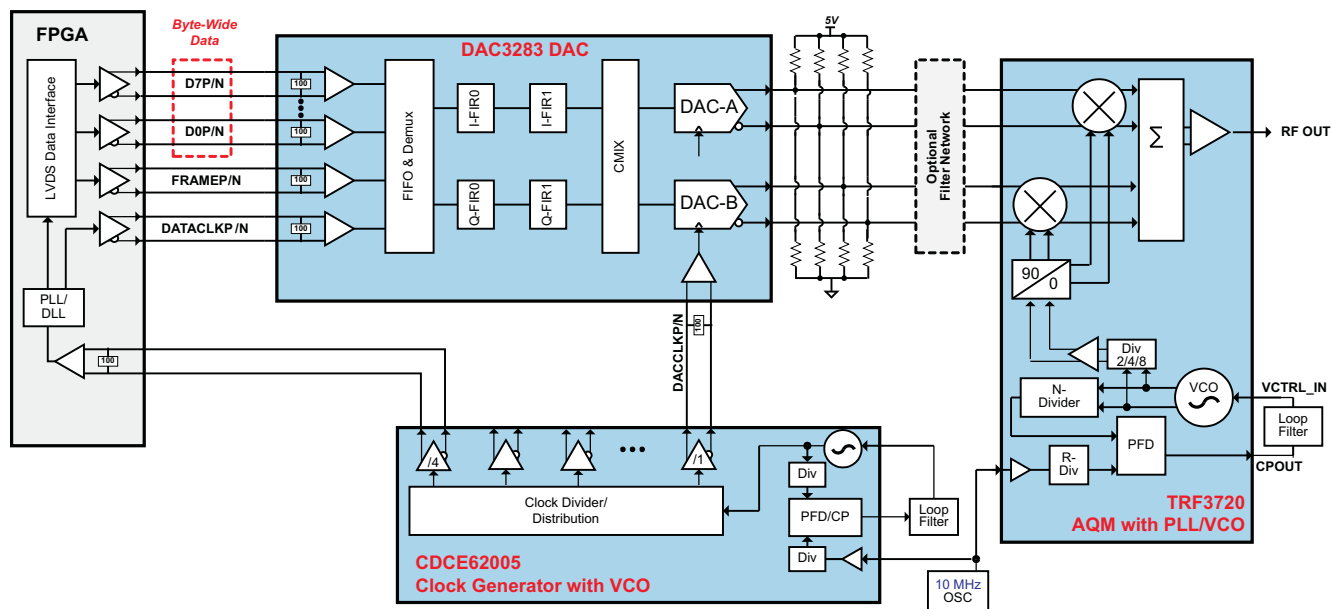 FPGA
Byte-Wide
Data
DAC3283 DAC
5V
LVDS Data Interface
D7P/N
100
D0P/N
100
FRAMEP/N
100
DATACLKP/N
100
FIFO & Demux
I-FIR0
I-FIR1
Q-FIR0
Q-FIR1
CMIX
DAC-A
DAC-B
Optional
Filter Network
Σ
RF OUT
90
0
PLL/
DLL
100
DACCLKP/N
100
Div
2/4/8
N-
Divider
VCO
VCTRL_IN
Loop
Filter
PFD
R-
Div
CPOUT
TRF3720
AQM with PLL/VCO
/4
/1
Clock Divider/
Distribution
Div
PFD/CP
Loop
Filter
Div
CDCE62005
Clock Generator with VCO
10 MHz
OSC